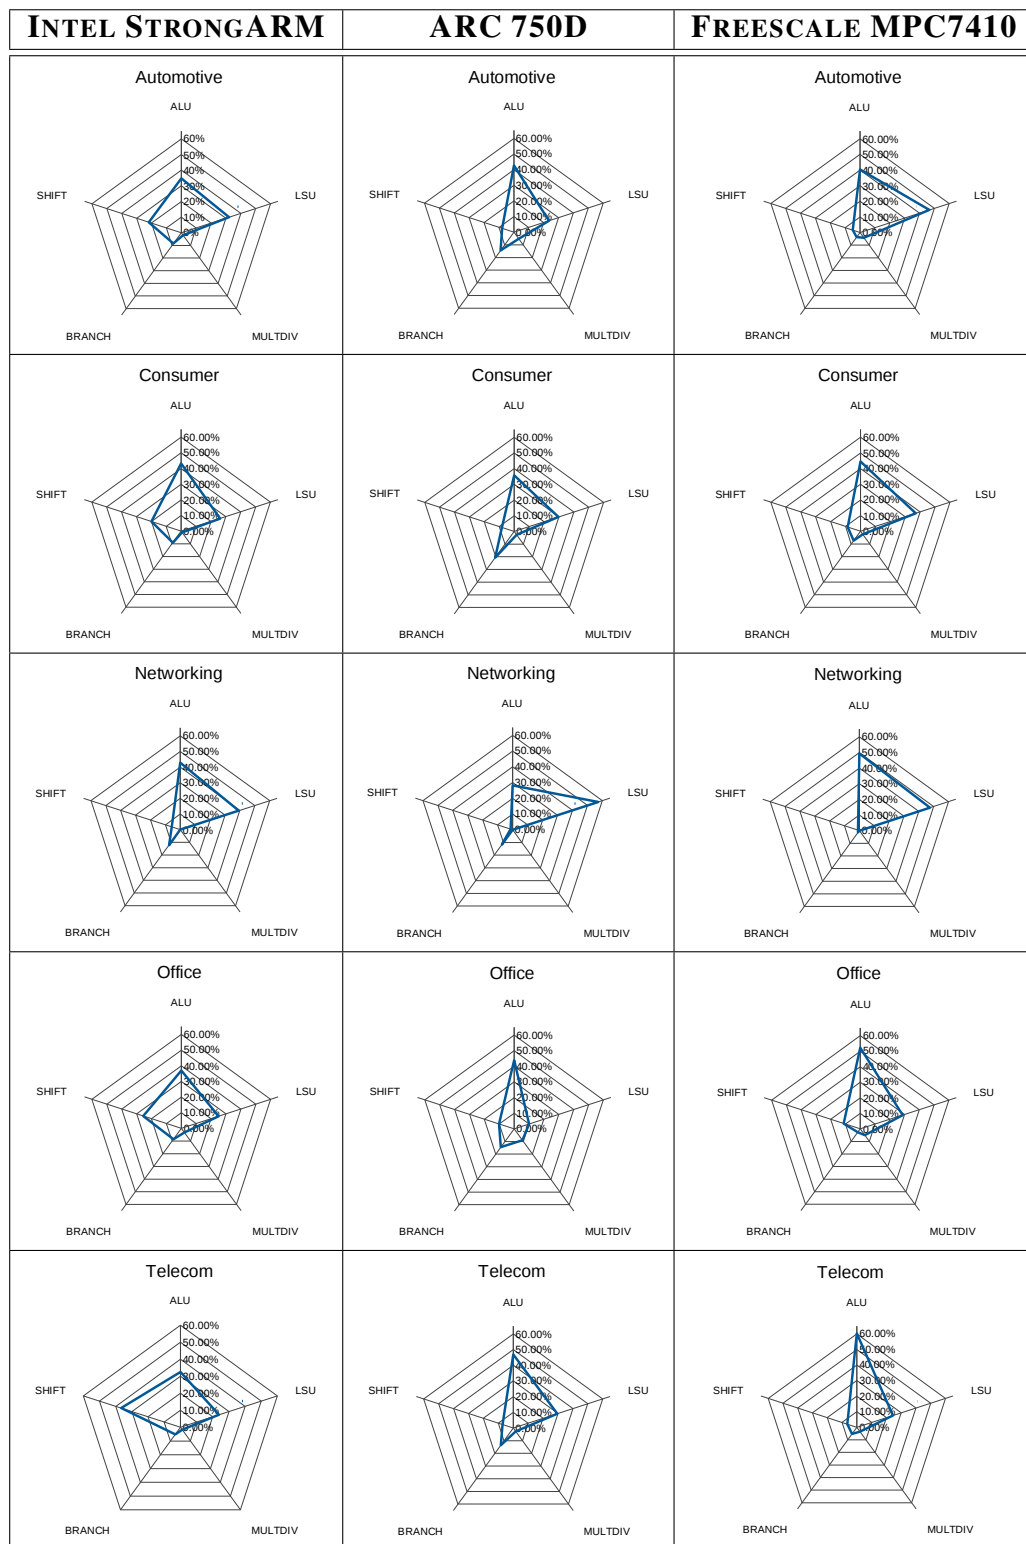 INTEL STRONGARM ARC 750D FREESCALE MPC7410
Automotive Automotive Automotive
ALU ALU ALU
60% 60.00% 60.00%
50% 50.00% 50.00%
40% 40.00% 40.00%
SHIFT 30% LSU SHIFT 30.00% LSU SHIFT 30.00% LSU
20% 20.00% 20.00%
10% 10.00% 10.00%
0% 0.00% 0.00%
BRANCH MULTDIV BRANCH MULTDIV BRANCH MULTDIV
Consumer Consumer Consumer
ALU ALU ALU
60.00% 60.00% 60.00%
50.00% 50.00% 50.00%
40.00% 40.00% 40.00%
SHIFT 30.00% LSU SHIFT 30.00% LSU SHIFT 30.00% LSU
20.00% 20.00% 20.00%
10.00% 10.00% 10.00%
0.00% 0.00% 0.00%
BRANCH MULTDIV BRANCH MULTDIV BRANCH MULTDIV
Networking Networking Networking
ALU ALU ALU
60.00% 60.00% 60.00%
50.00% 50.00% 50.00%
40.00% 40.00% 40.00%
SHIFT 30.00% LSU SHIFT 30.00% LSU SHIFT 30.00% LSU
20.00% 20.00% 20.00%
10.00% 10.00% 10.00%
0.00% 0.00% 0.00%
BRANCH MULTDIV BRANCH MULTDIV BRANCH MULTDIV
Office Office Office
ALU ALU ALU
60.00% 60.00% 60.00%
50.00% 50.00% 50.00%
40.00% 40.00% 40.00%
SHIFT 30.00% LSU SHIFT 30.00% LSU SHIFT 30.00% LSU
20.00% 20.00% 20.00%
10.00% 10.00% 10.00%
0.00% 0.00% 0.00%
BRANCH MULTDIV BRANCH MULTDIV BRANCH MULTDIV
Telecom Telecom Telecom
ALU ALU ALU
60.00% 60.00% 60.00%
50.00% 50.00% 50.00%
40.00% 40.00% 40.00%
SHIFT 30.00% LSU SHIFT 30.00% LSU SHIFT 30.00% LSU
20.00% 20.00% 20.00%
10.00% 10.00% 10.00%
0.00% 0.00% 0.00%
BRANCH MULTDIV BRANCH MULTDIV BRANCH MULTDIV